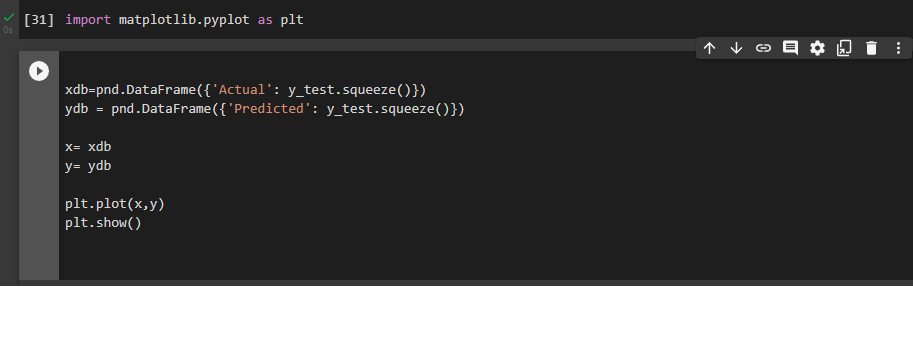 [31] import matplotlib.pyplot as plt
0s
xdb=pnd.DataFrame({'Actual': y_test.squeeze()})
ydb = pnd.DataFrame({'Predicted': y_test.squeeze()})
x= xdb
y= ydb
plt.plot(x,y)
plt.show()